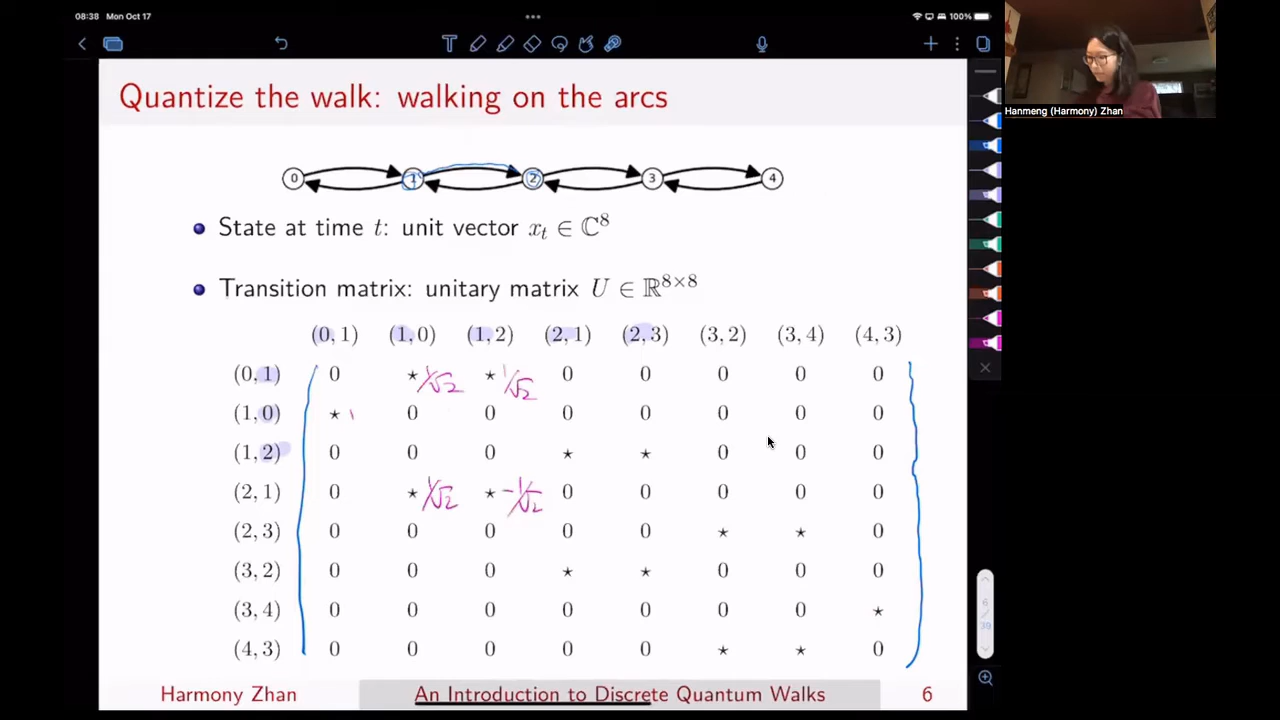 08:38 Mon Oct 17
100%
Hanmeng (Harmony) Zhan
Quantize the walk: walking on the arcs
0 1 2 3 4
State at time t: unit vector x_t ∈ ℂ^8
Transition matrix: unitary matrix U ∈ ℝ^{8×8}
(0, 1) (1, 0) (1, 2) (2, 1) (2, 3) (3, 2) (3, 4) (4, 3)
(0, 1) 0 ⋆ 1/√2 ⋆ 1/√2 0 0 0 0 0
(1, 0) ⋆ 1 0 0 0 0 0 0 0
(1, 2) 0 0 0 ⋆ ⋆ 0 0 0
(2, 1) 0 ⋆ 1/√2 ⋆ -1/√2 0 0 0 0 0
(2, 3) 0 0 0 0 0 ⋆ ⋆ 0
(3, 2) 0 0 0 ⋆ ⋆ 0 0 0
(3, 4) 0 0 0 0 0 0 0 ⋆
(4, 3) 0 0 0 0 0 ⋆ ⋆ 0
6 / 38
Harmony Zhan An Introduction to Discrete Quantum Walks 6